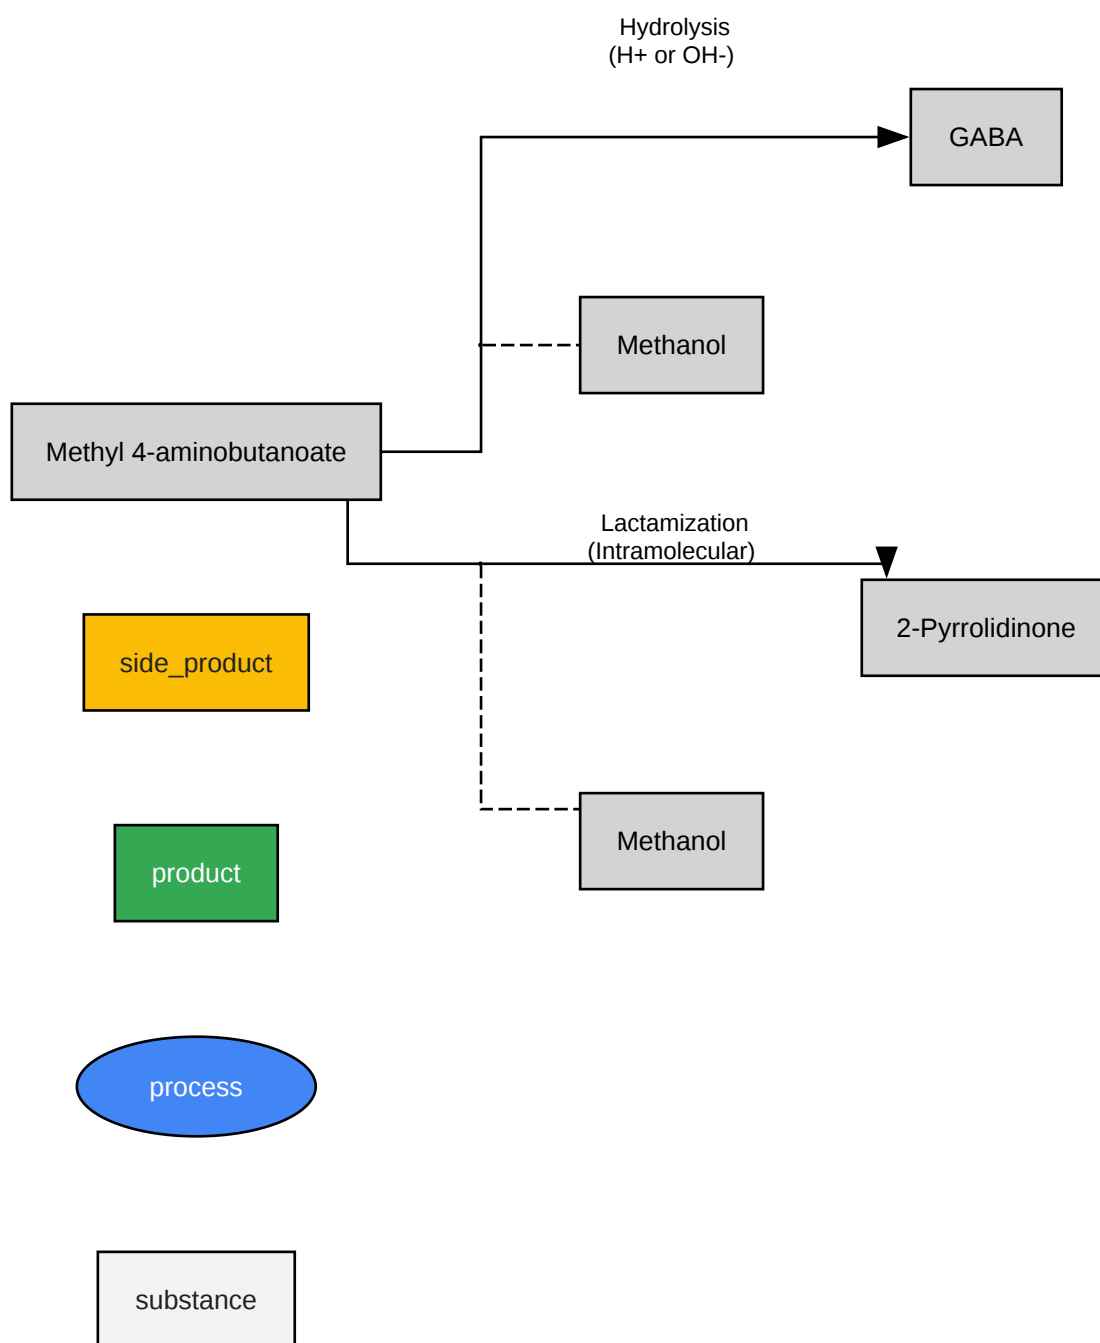 Hydrolysis
(H+ or OH-)
GABA
Methanol
Methyl 4-aminobutanoate
Lactamization
(Intramolecular)
2-Pyrrolidinone
side_product
Methanol
product
process
substance